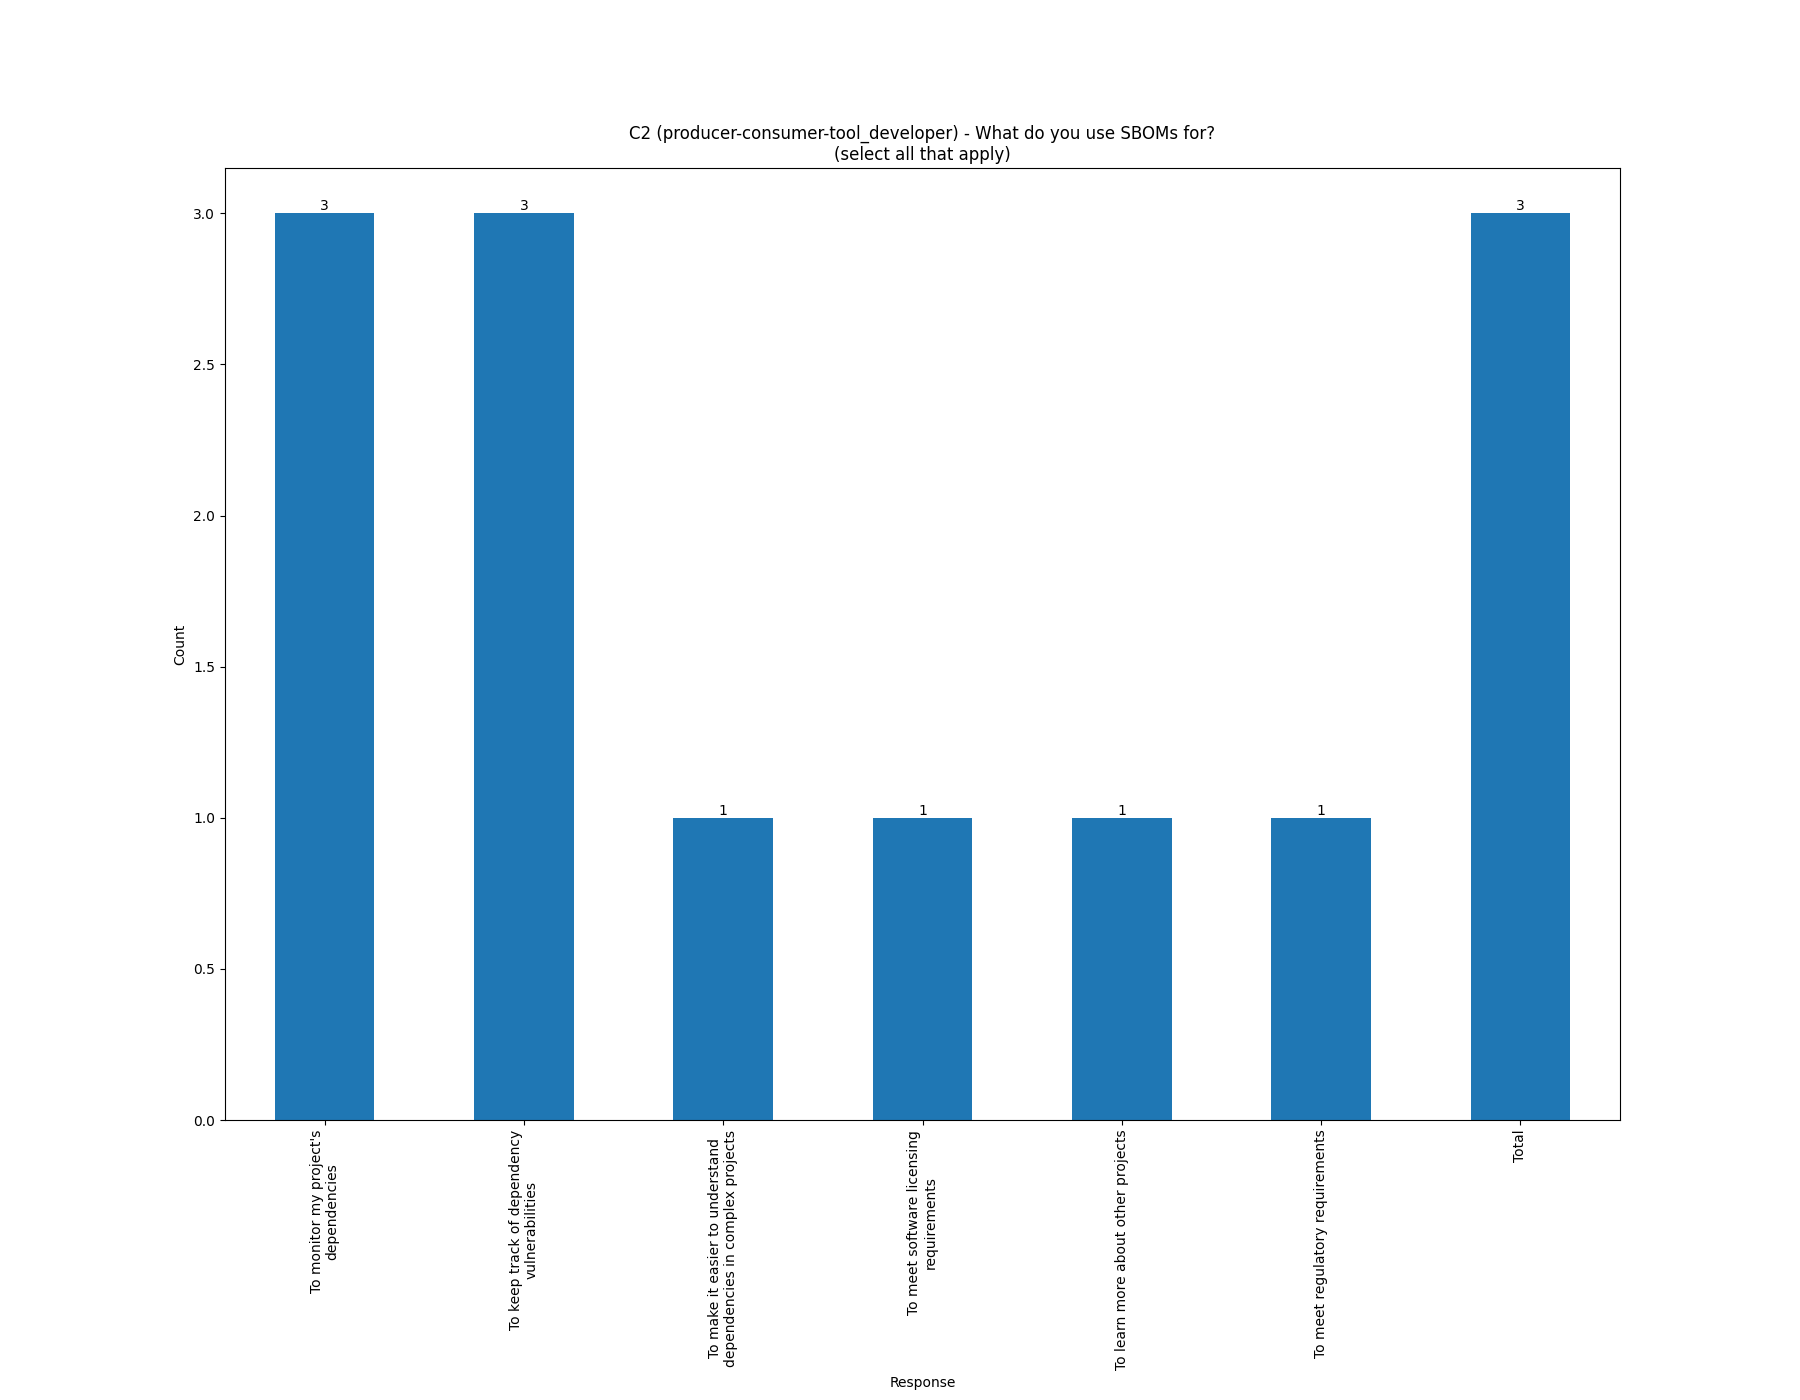 C2 (producer-consumer-tool_developer) - What do you use SBOMs for?
(select all that apply)
3
3
1
1
1
1
3
3.0
2.5
2.0
1.5
1.0
0.5
0.0
Count
To monitor my project's
dependencies
To keep track of dependency
vulnerabilities
To make it easier to understand
dependencies in complex projects
To meet software licensing
requirements
To learn more about other projects
To meet regulatory requirements
Total
Response